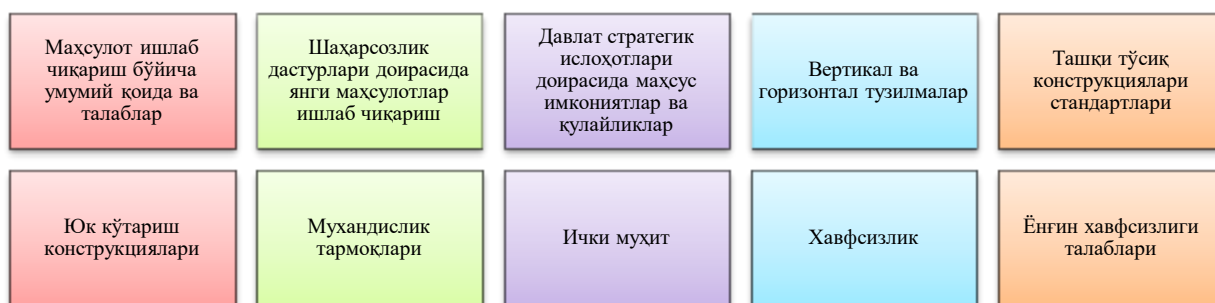 Маҳсулот ишлаб
чиқариш бўйича
умумий қоида ва
талаблар
Шаҳарсозлик
дастурлари доирасида
янги маҳсулотлар
ишлаб чиқариш
Давлат стратегик
ислоҳотлари
доирасида махсус
имкониятлар ва
қулайликлар
Вертикал ва
горизонтал тузилмалар
Ташқи тўсиқ
конструкциялари
стандартлари
Юк кўтариш
конструкциялари
Мухандислик
тармоқлари
Ички муҳит
Хавфсизлик
Ёнғин хавфсизлиги
талаблари